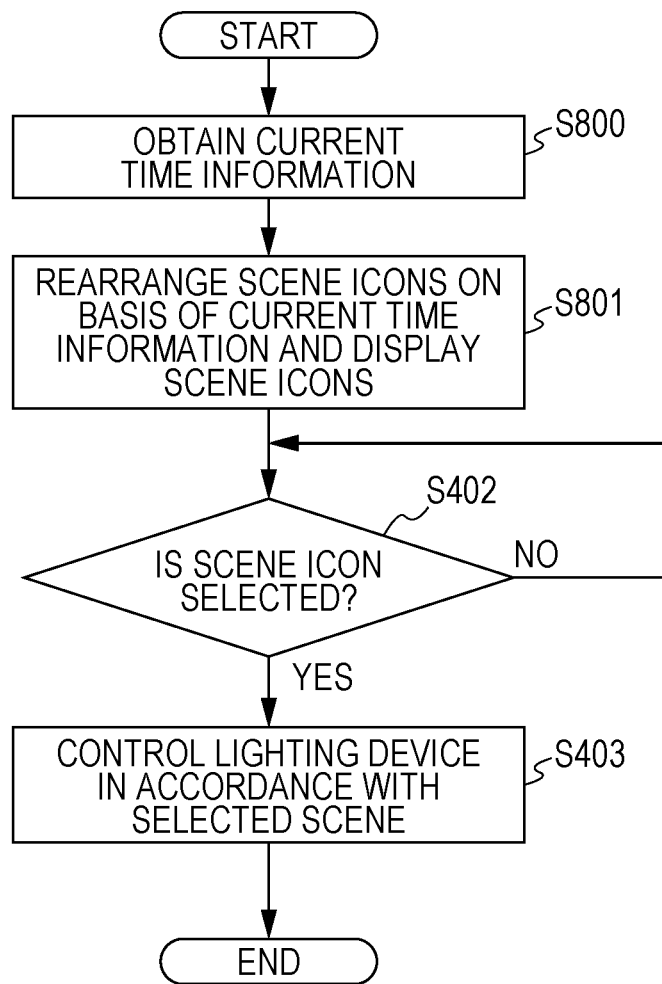 START
OBTAIN CURRENT
TIME INFORMATION
S800
REARRANGE SCENE ICONS ON
BASIS OF CURRENT TIME
INFORMATION AND DISPLAY
SCENE ICONS
S801
S402
IS SCENE ICON
SELECTED?
NO
YES
CONTROL LIGHTING DEVICE
IN ACCORDANCE WITH
SELECTED SCENE
S403
END